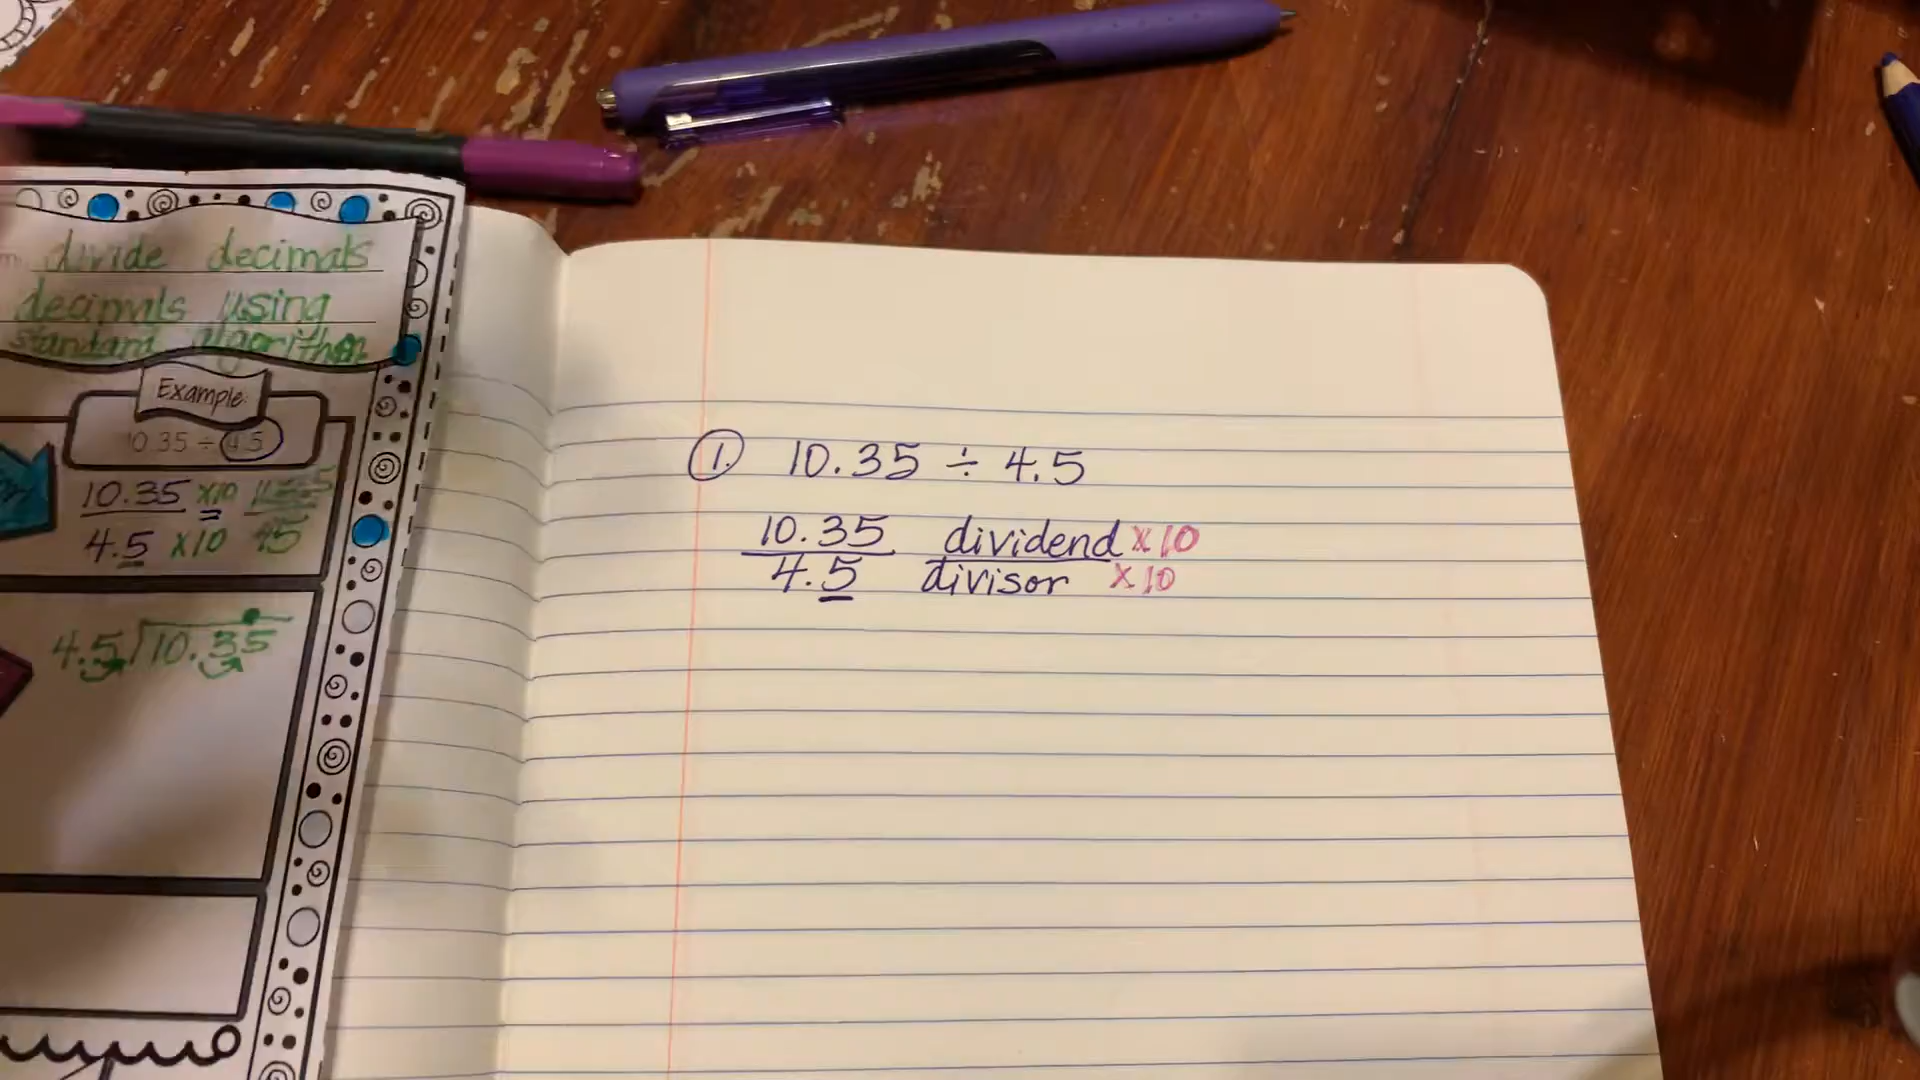 divide decimals
decimals using
standard algorithm
Example:
10.35 ÷ 4.5
10.35 x10
4.5 x10 45
4.5 10.35
1. 10.35 ÷ 4.5
10.35 dividend x10
4.5 divisor x10